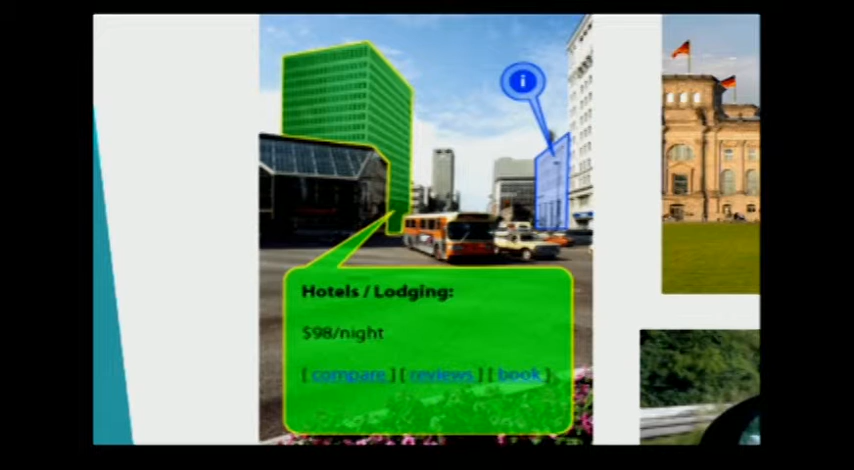 i
Hotels / Lodging:
$98/night
[ compare ] [ reviews ] [ book ]